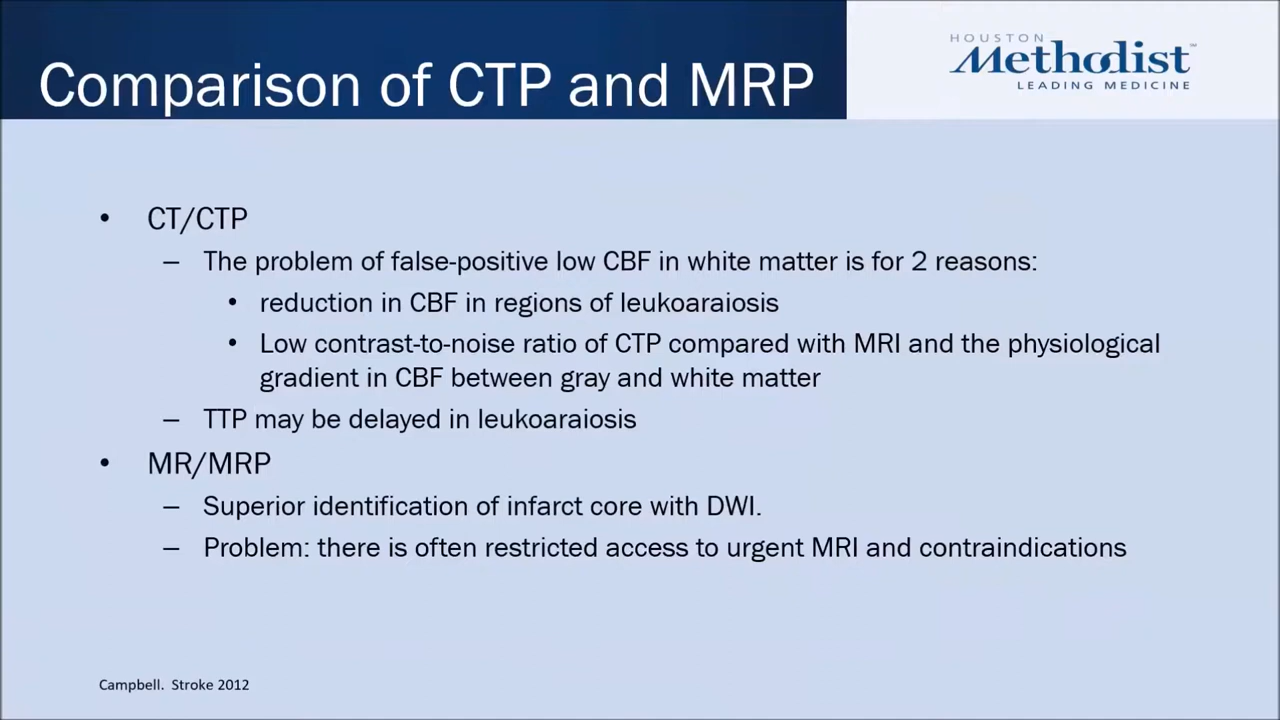 Comparison of CTP and MRP
HOUSTON
Methodist™
LEADING MEDICINE
• CT/CTP
– The problem of false-positive low CBF in white matter is for 2 reasons:
• reduction in CBF in regions of leukoaraiosis
• Low contrast-to-noise ratio of CTP compared with MRI and the physiological
gradient in CBF between gray and white matter
– TTP may be delayed in leukoaraiosis
• MR/MRP
– Superior identification of infarct core with DWI.
– Problem: there is often restricted access to urgent MRI and contraindications
Campbell. Stroke 2012